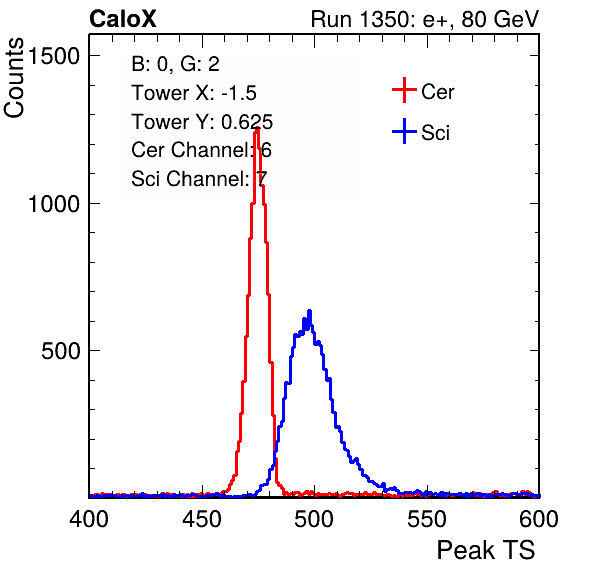 CaloX Run 1350: e+, 80 GeV
Counts
1500
1000
500
B: 0, G: 2
Tower X: -1.5
Tower Y: 0.625
Cer Channel: 6
Sci Channel: 7
Cer
Sci
400 450 500 550 600
Peak TS